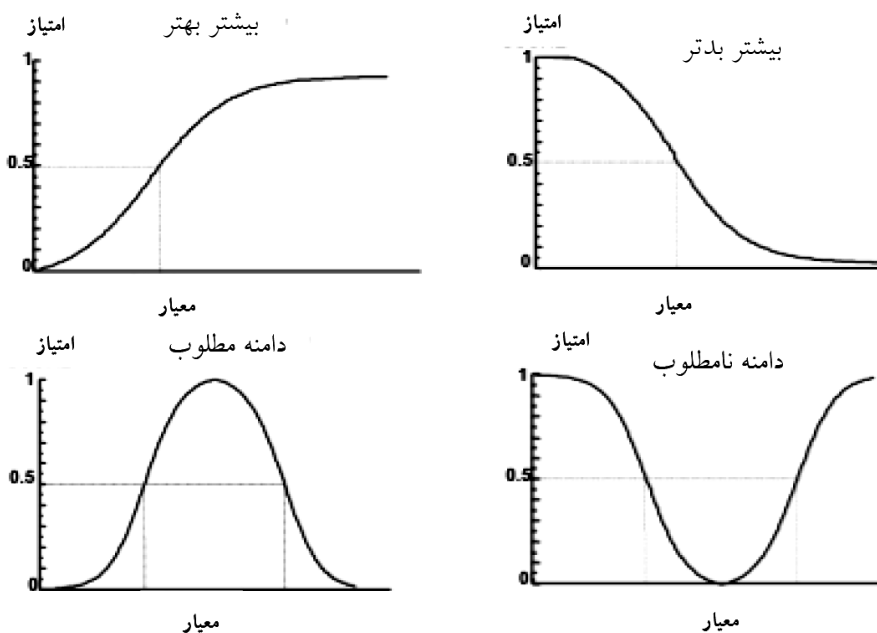 امتیاز
بیشتر بهتر
1
0.5
0
معیار
امتیاز
بیشتر بدتر
1
0.5
0
معیار
امتیاز
دامنه مطلوب
1
0.5
0
معیار
امتیاز
دامنه نامطلوب
1
0.5
0
معیار